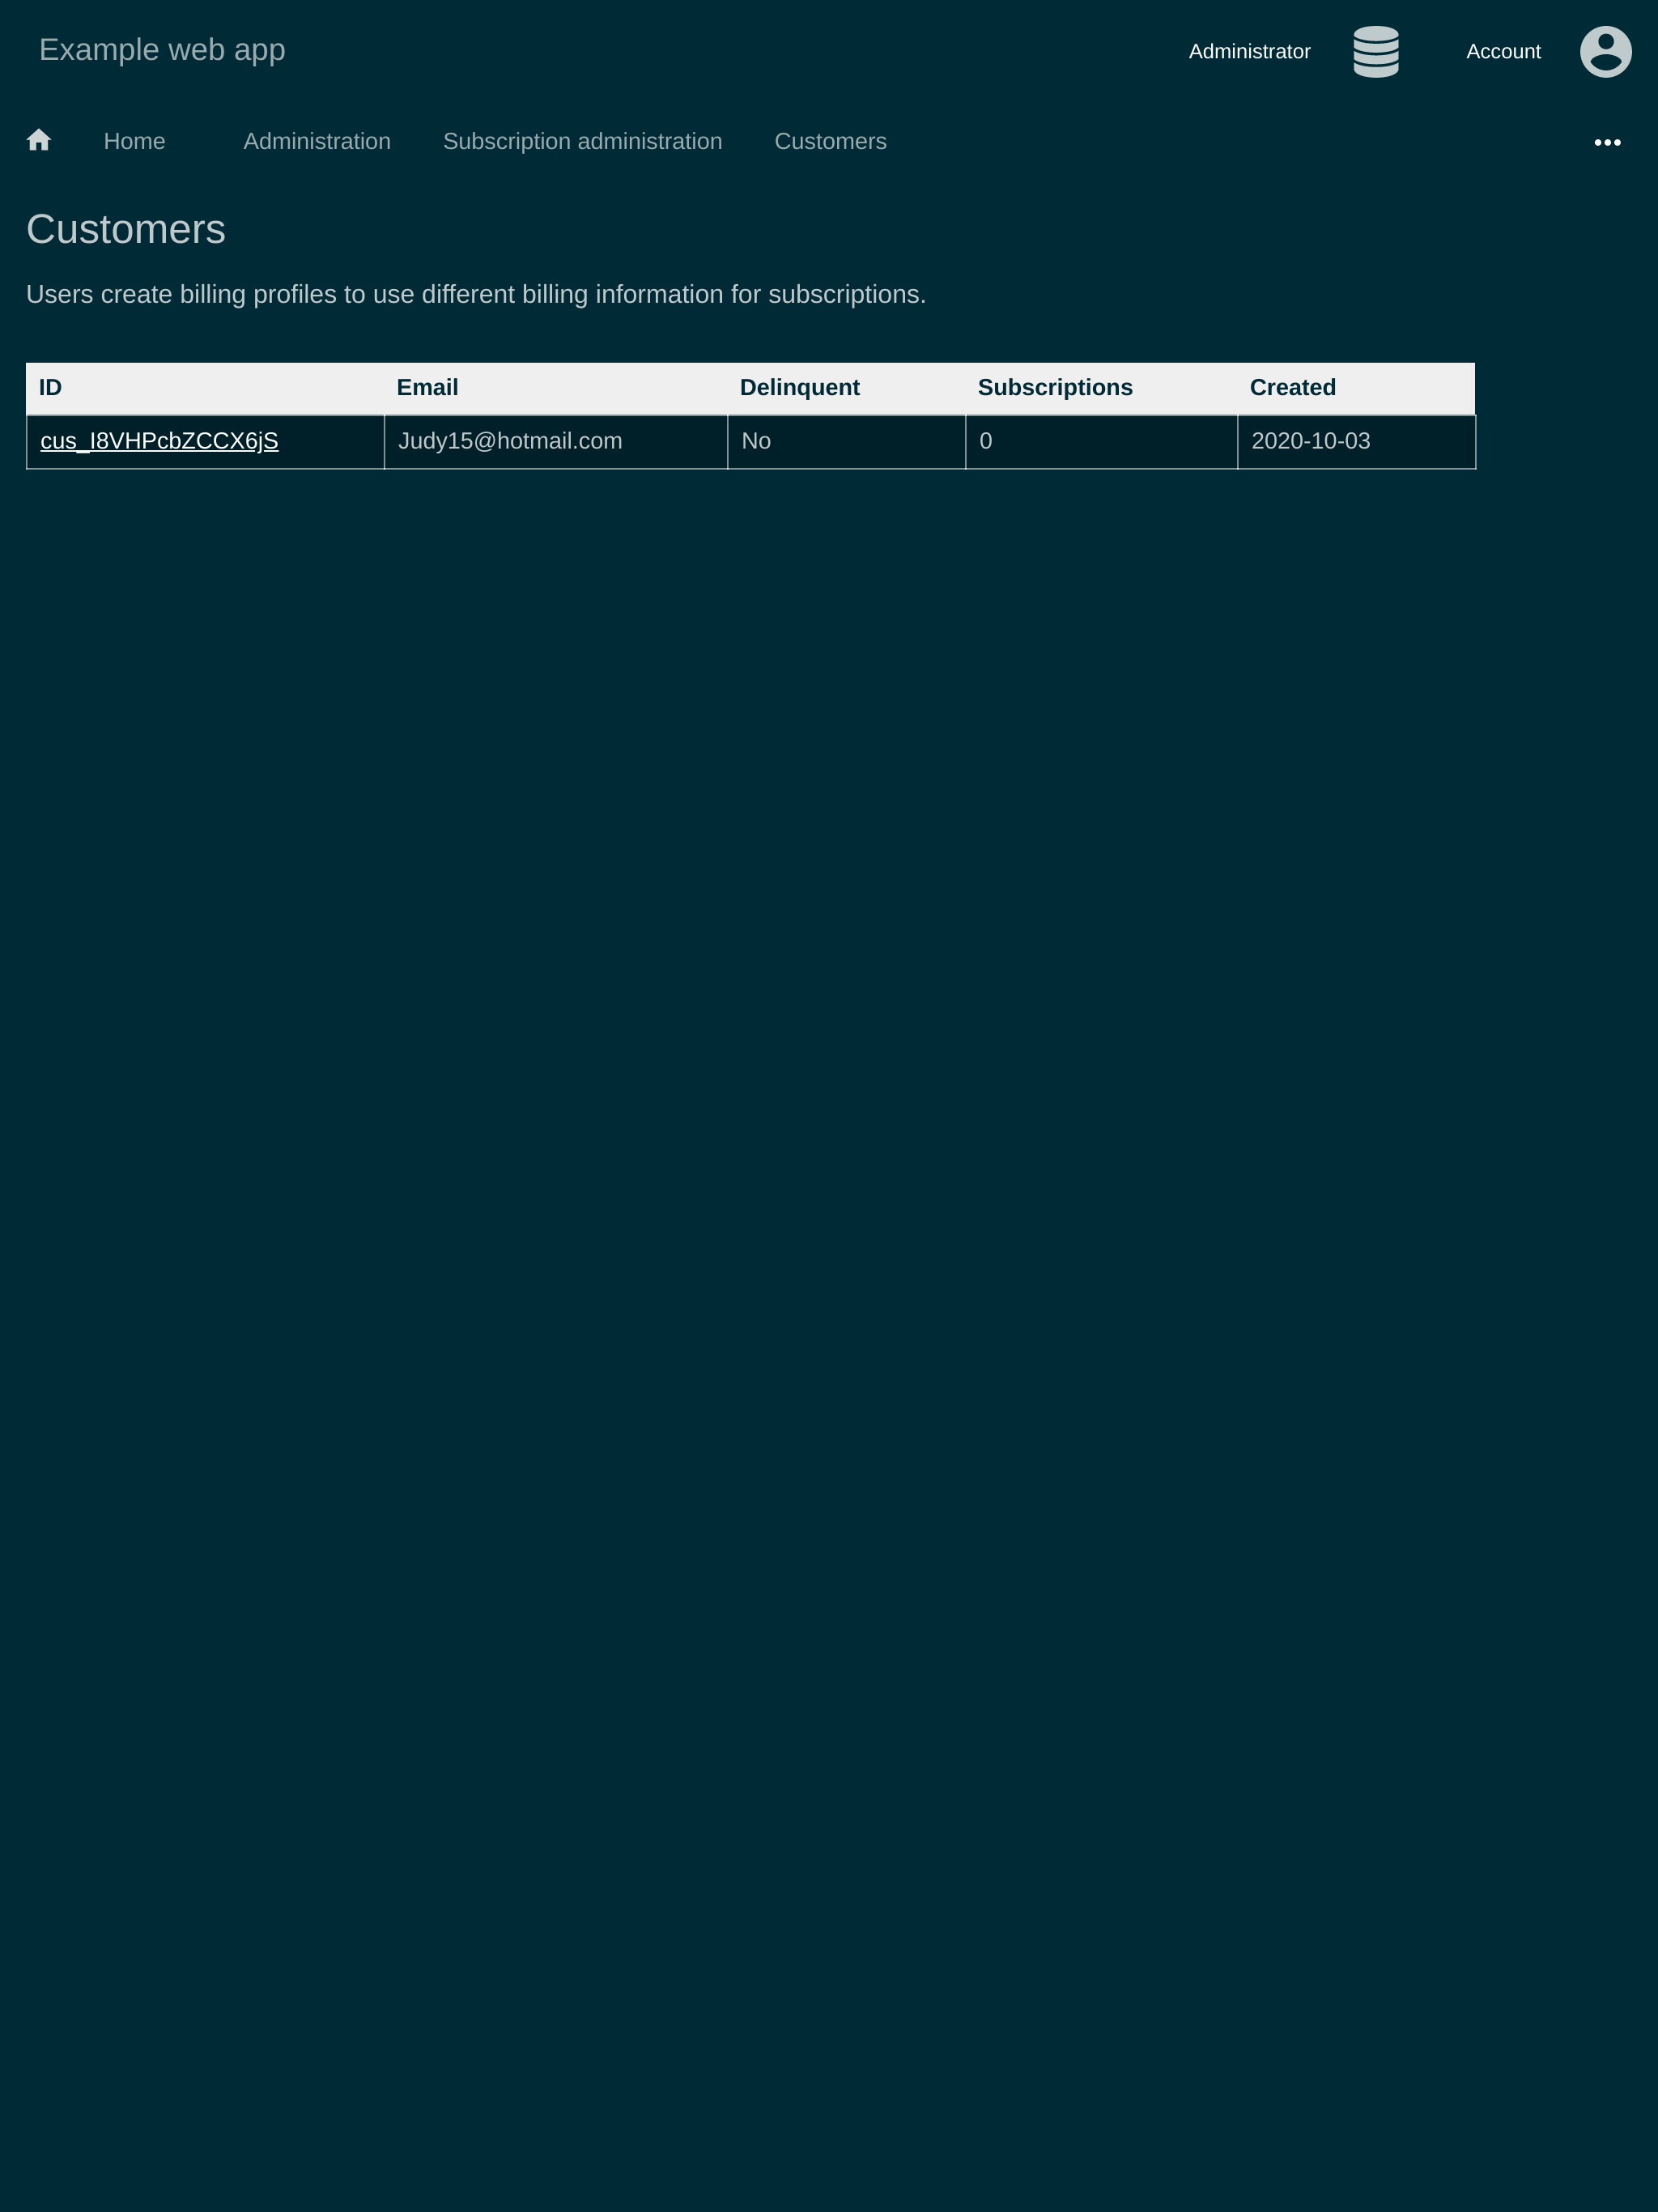 Example web app
Administrator
Account
Home Administration Subscription administration Customers
Customers
Users create billing profiles to use different billing information for subscriptions.
ID Email Delinquent Subscriptions Created
cus_I8VHPcbZCCX6jS Judy15@hotmail.com No 0 2020-10-03